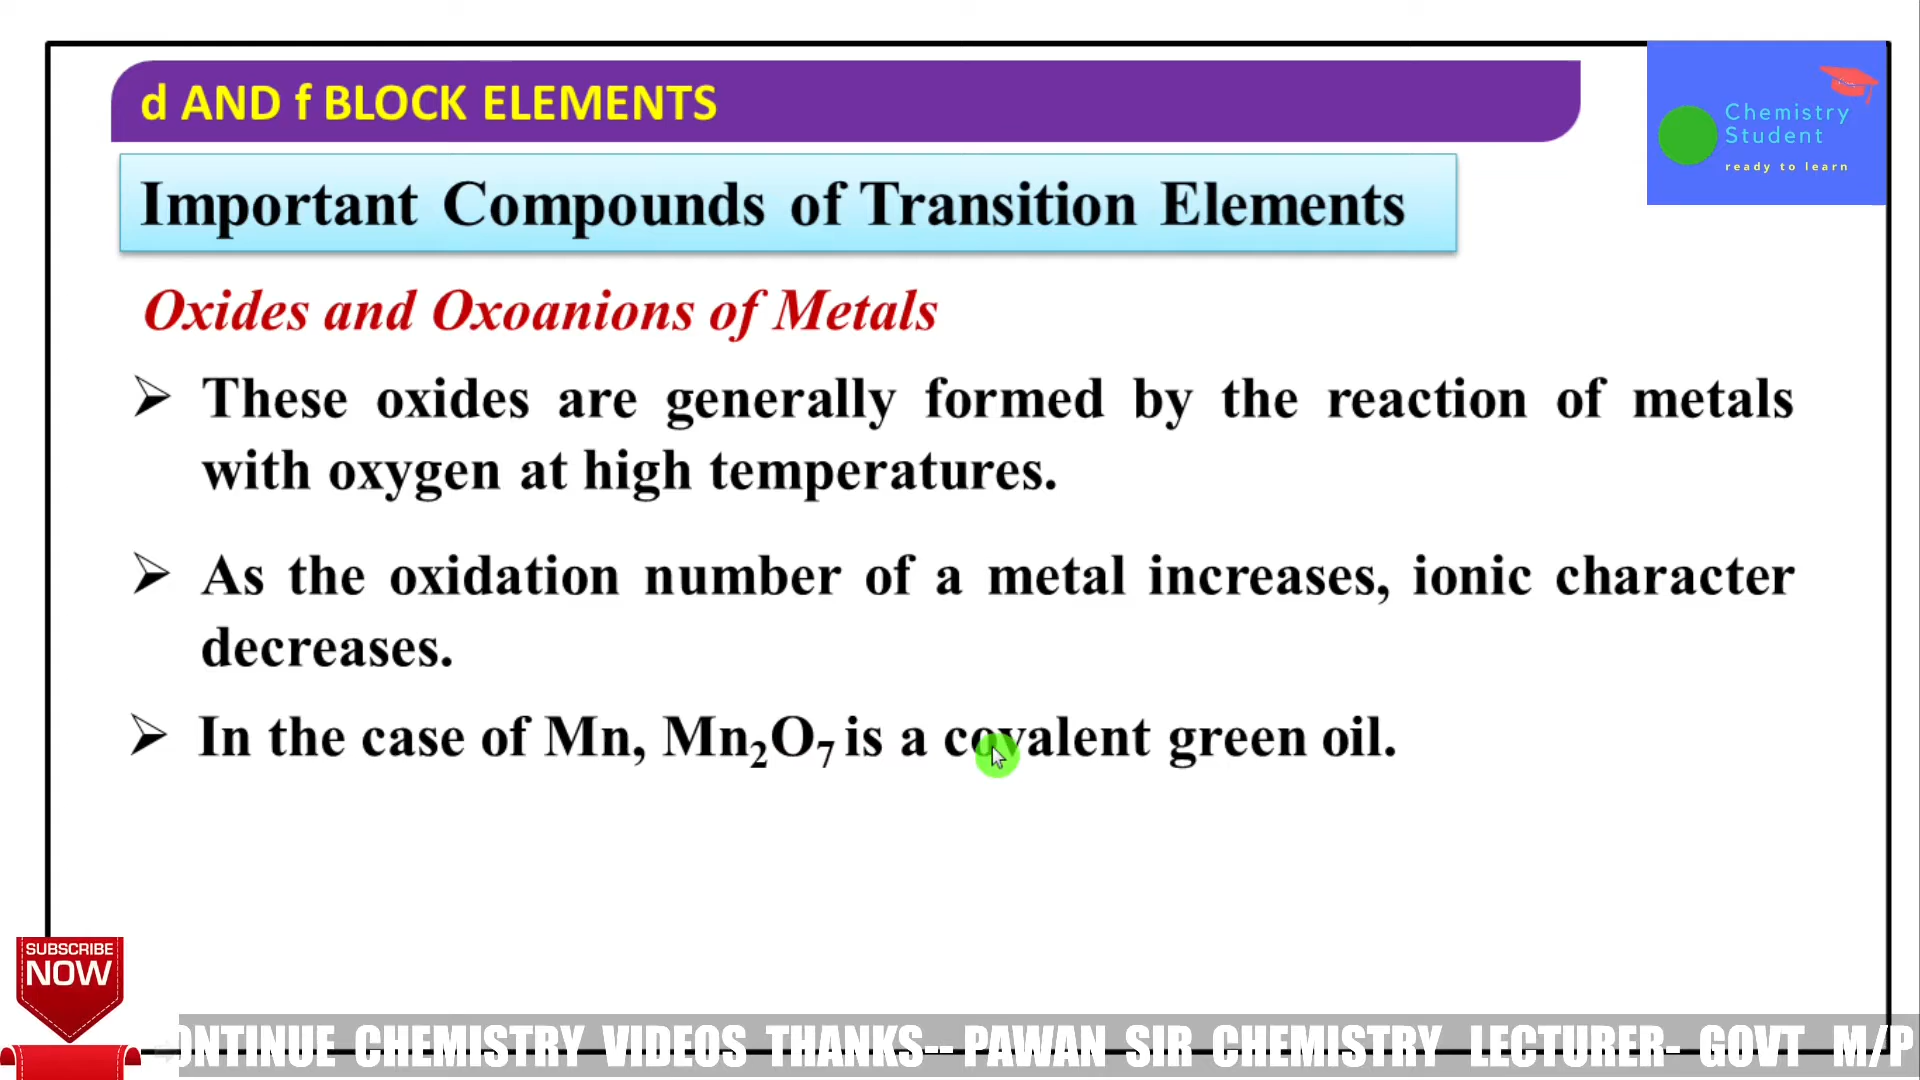 d AND f BLOCK ELEMENTS
Chemistry
Student
ready to learn
Important Compounds of Transition Elements
Oxides and Oxoanions of Metals
➢ These oxides are generally formed by the reaction of metals
with oxygen at high temperatures.
➢ As the oxidation number of a metal increases, ionic character
decreases.
➢ In the case of Mn, Mn₂O₇ is a covalent green oil.
SUBSCRIBE
NOW
ONTINUE CHEMISTRY VIDEOS THANKS-- PAWAN SIR CHEMISTRY LECTURER- GOVT M/P